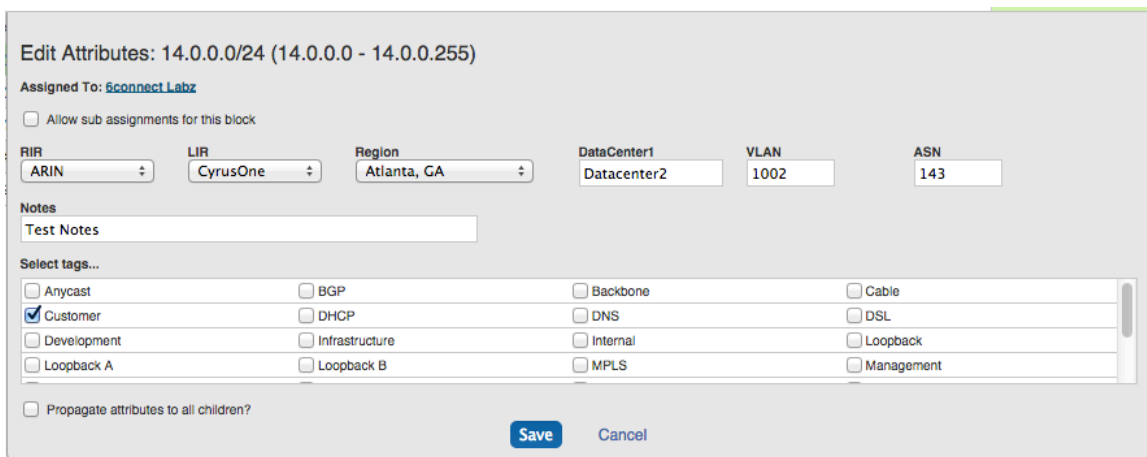 Edit Attributes: 14.0.0.0/24 (14.0.0.0 - 14.0.0.255)
Assigned To: 6connect Labz
Allow sub assignments for this block
RIR LIR Region DataCenter1 VLAN ASN
ARIN CyrusOne Atlanta, GA Datacenter2 1002 143
Notes
Test Notes
Select tags...
Anycast BGP Backbone Cable
Customer DHCP DNS DSL
Development Infrastructure Internal Loopback
Loopback A Loopback B MPLS Management
Propagate attributes to all children?
Save Cancel